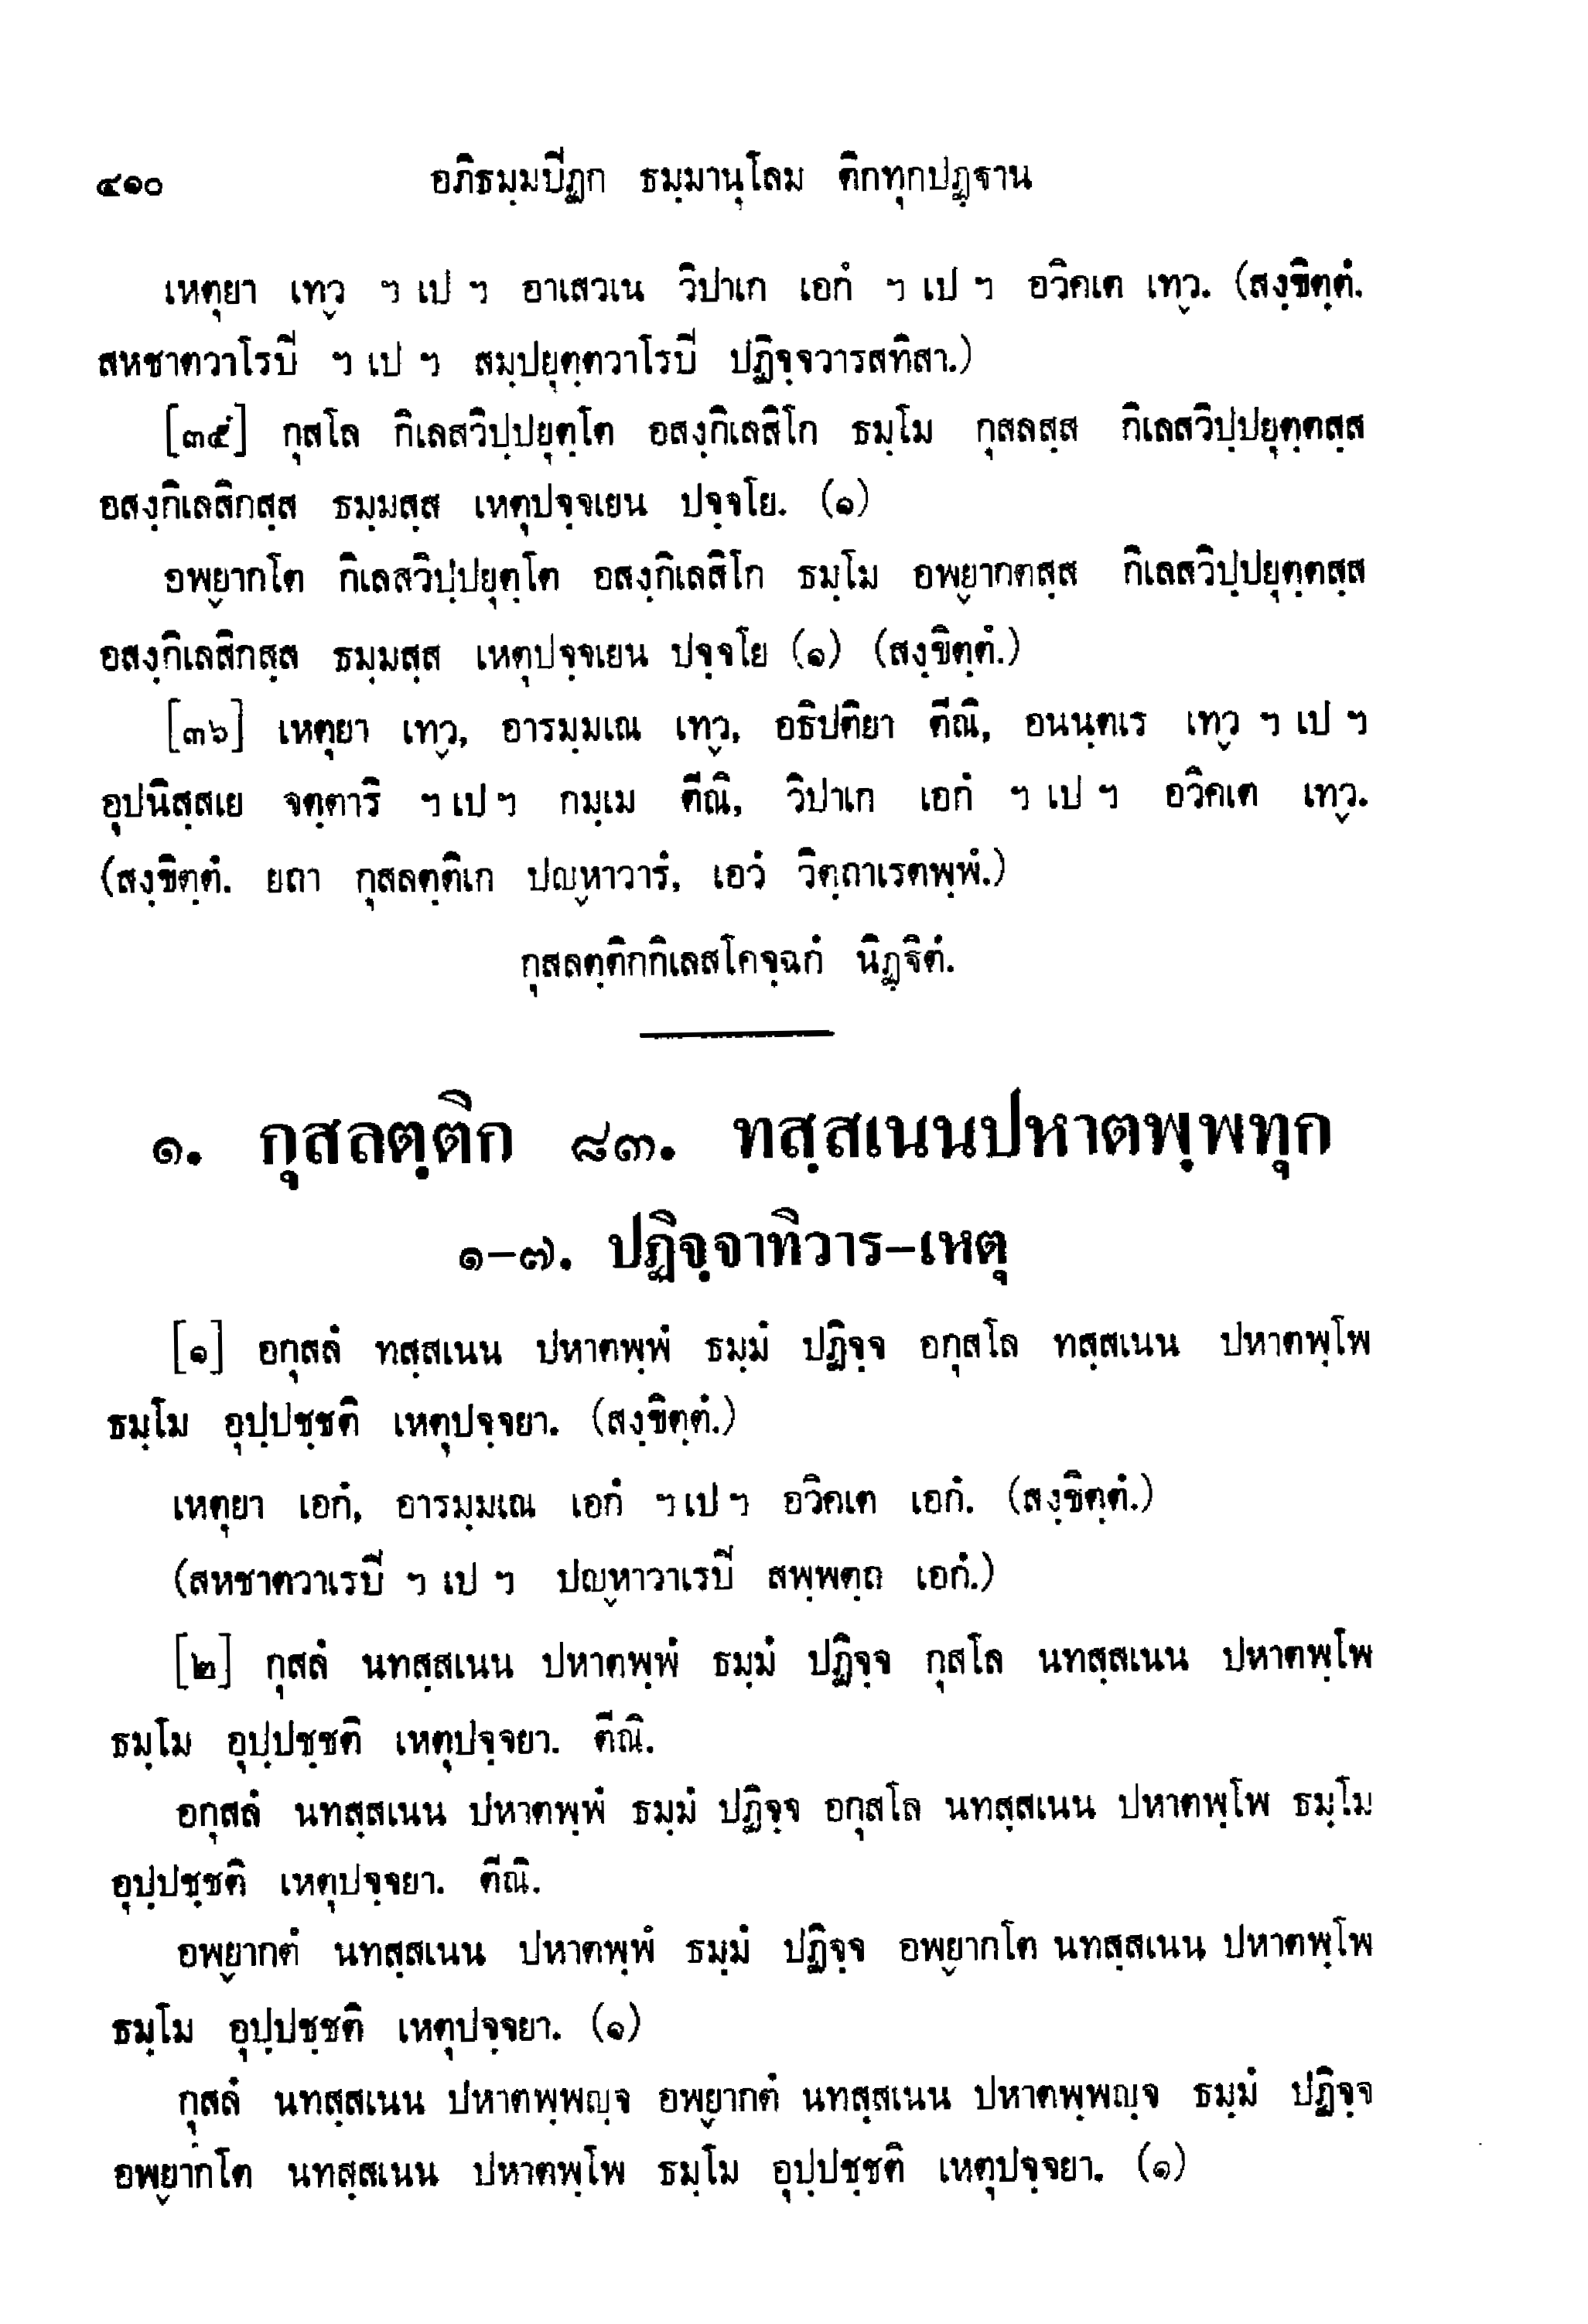 ๔๑๐ อภิธมฺมปิฏก ธมฺมานุโลม ติกทุกปฏฺฐาน
เหตุยา เทฺว ฯ เป ฯ อาเสวเน วิปาเก เอกํ ฯ เป ฯ อวิคเต เทฺว. (สงฺขิตฺตํ.
สหชาตวาโรปิ ฯ เป ฯ สมฺปยุตฺตวาโรปิ ปฏิจฺจวารสทิสา.)
[๓๕] กุสโล กิเลสวิปฺปยุตฺโต อสงฺกิเลสิโก ธมฺโม กุสลสฺส กิเลสวิปฺปยุตฺตสฺส
อสงฺกิเลสิกสฺส ธมฺมสฺส เหตุปจฺจเยน ปจฺจโย. (๑)
อพฺยากโต กิเลสวิปฺปยุตฺโต อสงฺกิเลสิโก ธมฺโม อพฺยากตสฺส กิเลสวิปฺปยุตฺตสฺส
อสงฺกิเลสิกสฺส ธมฺมสฺส เหตุปจฺจเยน ปจฺจโย (๑) (สงฺขิตฺตํ.)
[๓๖] เหตุยา เทฺว, อารมฺมเณ เทฺว, อธิปติยา ตีณิ, อนนฺตเร เทฺว ฯ เป ฯ
อุปนิสฺสเย จตฺตาริ ฯ เป ฯ กมฺเม ตีณิ, วิปาเก เอกํ ฯ เป ฯ อวิคเต เทฺว.
(สงฺขิตฺตํ. ยถา กุสลตฺติเก ปญฺหาวารํ, เอวํ วิตฺถาเรตพฺพํ.)
กุสลตฺติกกิเลสโคจฺฉกํ นิฏฺฐิตํ.
๑. กุสลตฺติก ๘๓. ทสฺสเนนปหาตพฺพทุก
๑–๗. ปฏิจฺจาทิวาร–เหตุ
[๑] อกุสลํ ทสฺสเนน ปหาตพฺพํ ธมฺมํ ปฏิจฺจ อกุสโล ทสฺสเนน ปหาตพฺโพ
ธมฺโม อุปฺปชฺชติ เหตุปจฺจยา. (สงฺขิตฺตํ.)
เหตุยา เอกํ, อารมฺมเณ เอกํ ฯ เป ฯ อวิคเต เอกํ. (สงฺขิตฺตํ.)
(สหชาตวาเรปิ ฯ เป ฯ ปญฺหาวาเรปิ สพฺพตฺถ เอกํ.)
[๒] กุสลํ นทสฺสเนน ปหาตพฺพํ ธมฺมํ ปฏิจฺจ กุสโล นทสฺสเนน ปหาตพฺโพ
ธมฺโม อุปฺปชฺชติ เหตุปจฺจยา. ตีณิ.
อกุสลํ นทสฺสเนน ปหาตพฺพํ ธมฺมํ ปฏิจฺจ อกุสโล นทสฺสเนน ปหาตพฺโพ ธมฺโม
อุปฺปชฺชติ เหตุปจฺจยา. ตีณิ.
อพฺยากตํ นทสฺสเนน ปหาตพฺพํ ธมฺมํ ปฏิจฺจ อพฺยากโต นทสฺสเนน ปหาตพฺโพ
ธมฺโม อุปฺปชฺชติ เหตุปจฺจยา. (๑)
กุสลํ นทสฺสเนน ปหาตพฺพญฺจ อพฺยากตํ นทสฺสเนน ปหาตพฺพญฺจ ธมฺมํ ปฏิจฺจ
อพฺยากโต นทสฺสเนน ปหาตพฺโพ ธมฺโม อุปฺปชฺชติ เหตุปจฺจยา. (๑)